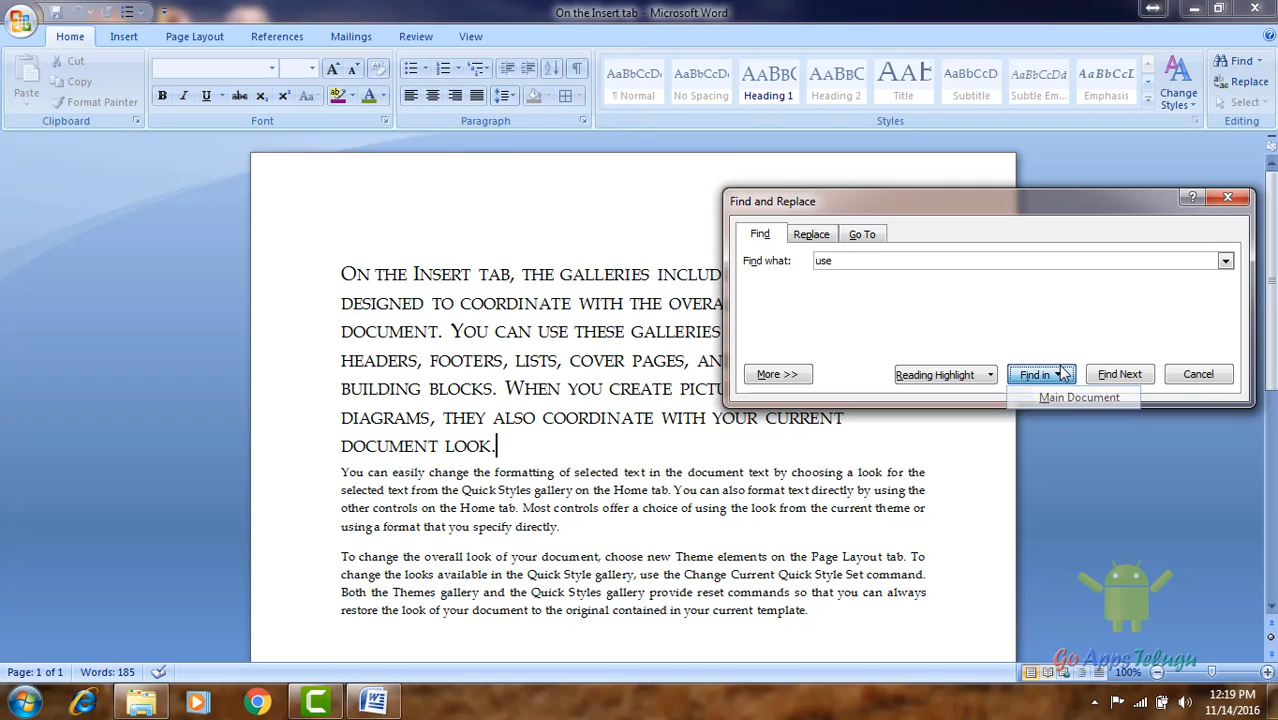 On the Insert tab - Microsoft Word
Home Insert Page Layout References Mailings Review View
Paste
Cut
Copy
Format Painter
Clipboard
Font
Paragraph
AaBbCcDc AaBbCcDc AaBbC AaBbCc AaB AaBbCcDc AaBbCcDc AaBbCcL
¶ Normal No Spacing Heading 1 Heading 2 Title Subtitle Subtle Em... Emphasis
Change
Styles
Styles
Find
Replace
Select
Editing
Find and Replace
Find Replace Go To
Find what: use
More >> Reading Highlight Find in Find Next Cancel
Main Document
On the Insert tab, the galleries includ
designed to coordinate with the overa
document. You can use these galleries
headers, footers, lists, cover pages, an
building blocks. When you create pictu
diagrams, they also coordinate with your current
document look.
You can easily change the formatting of selected text in the document text by choosing a look for the
selected text from the Quick Styles gallery on the Home tab. You can also format text directly by using the
other controls on the Home tab. Most controls offer a choice of using the look from the current theme or
using a format that you specify directly.
To change the overall look of your document, choose new Theme elements on the Page Layout tab. To
change the looks available in the Quick Style gallery, use the Change Current Quick Style Set command.
Both the Themes gallery and the Quick Styles gallery provide reset commands so that you can always
restore the look of your document to the original contained in your current template.
Go Apps Telugu
Page: 1 of 1 Words: 185 100%
12:19 PM
11/14/2016